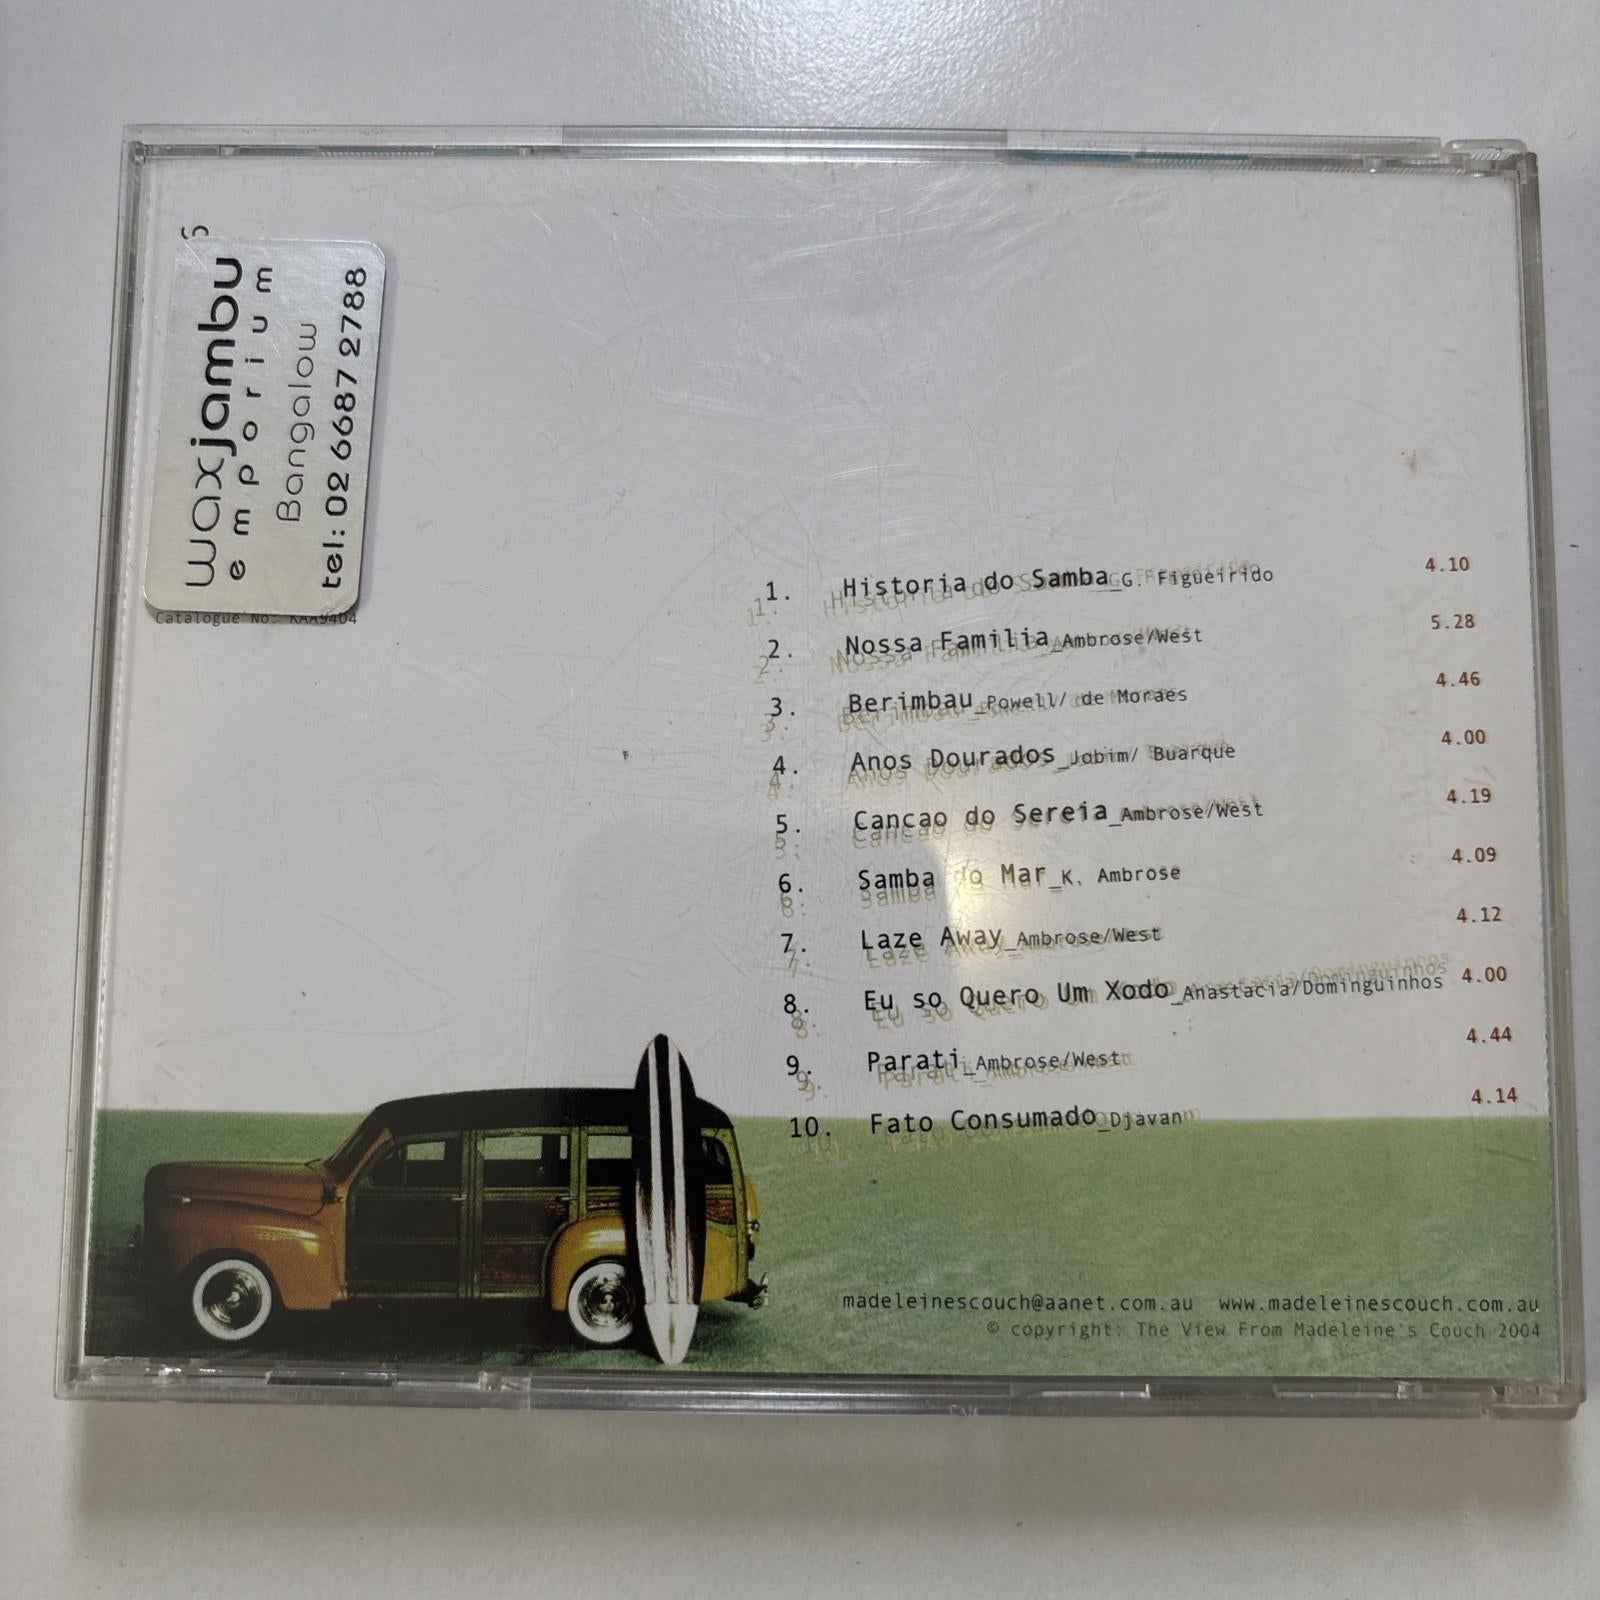 waxjambu
emporium
Bangalow
tel: 02 6687 2788
Catalogue No: KAA9404
1. Historia do Samba_G. Figueirido 4.10
2. Nossa Familia_Ambrose/West 5.28
3. Berimbau_Powell/ de Moraes 4.46
4. Anos Dourados_Jobim/ Buarque 4.00
5. Cancao do Sereia_Ambrose/West 4.19
6. Samba do Mar_K. Ambrose 4.09
7. Laze Away_Ambrose/West 4.12
8. Eu so Quero Um Xodo_Anastacia/Dominguinhos 4.00
9. Parati_Ambrose/West 4.44
10. Fato Consumado_Djavan 4.14
madeleinescouch@aanet.com.au www.madeleinescouch.com.au
© copyright: The View From Madeleine's Couch 2004